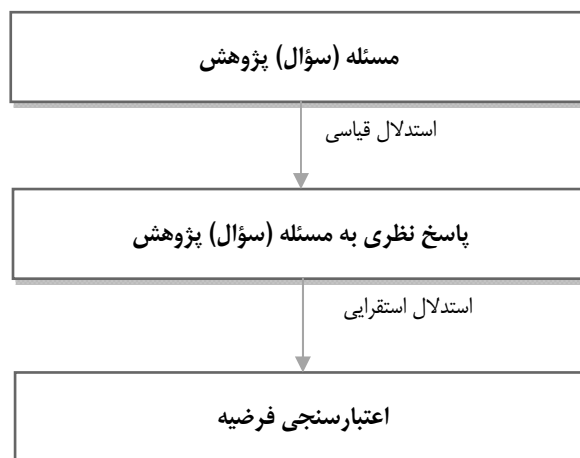 مسئله (سؤال) پژوهش
استدلال قیاسی
پاسخ نظری به مسئله (سؤال) پژوهش
استدلال استقرایی
اعتبارسنجی فرضیه